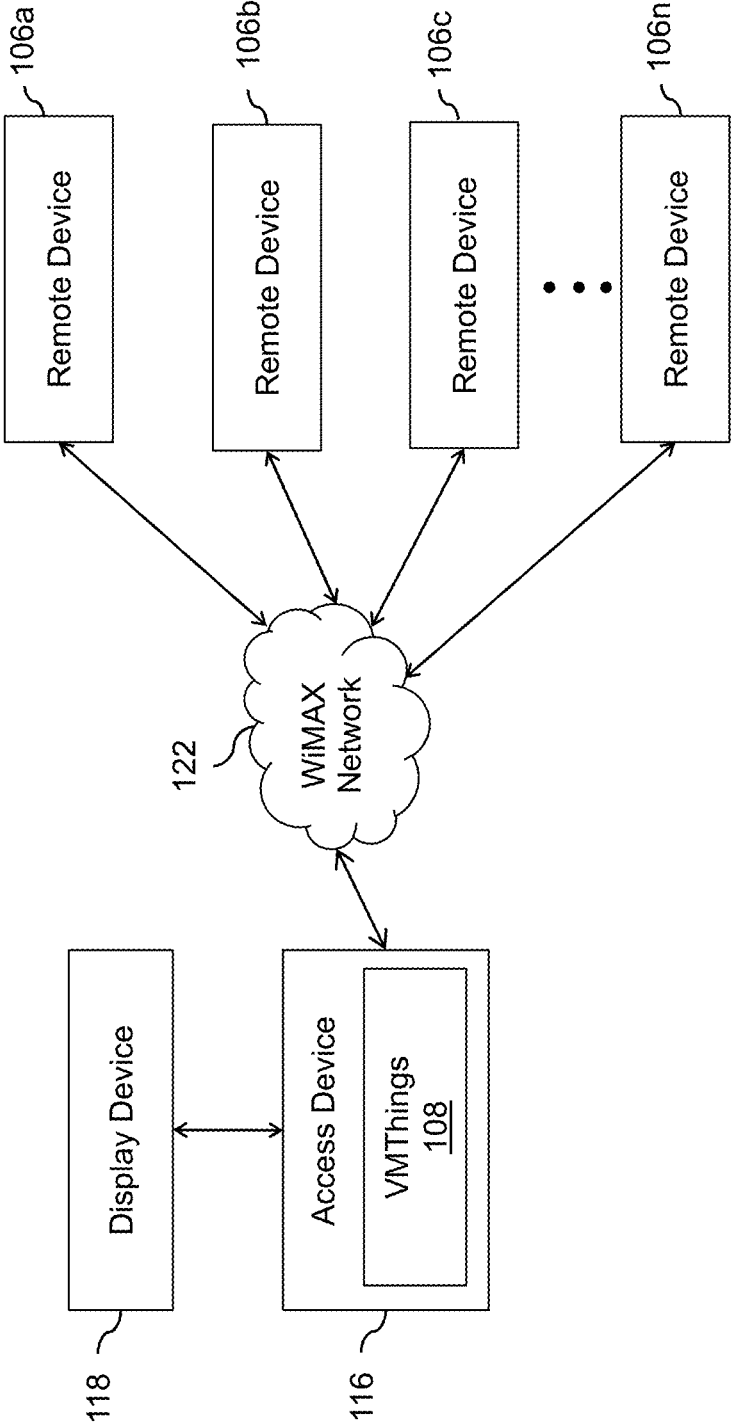 118
Display Device
116
Access Device
VMThings
108
122
WiMAX
Network
106a
Remote Device
106b
Remote Device
106c
Remote Device
106n
Remote Device